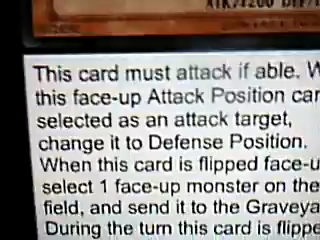 This card must attack if able. W
this face-up Attack Position car
selected as an attack target,
change it to Defense Position.
When this card is flipped face-u
select 1 face-up monster on the
field, and send it to the Graveya
During the turn this card is flippe